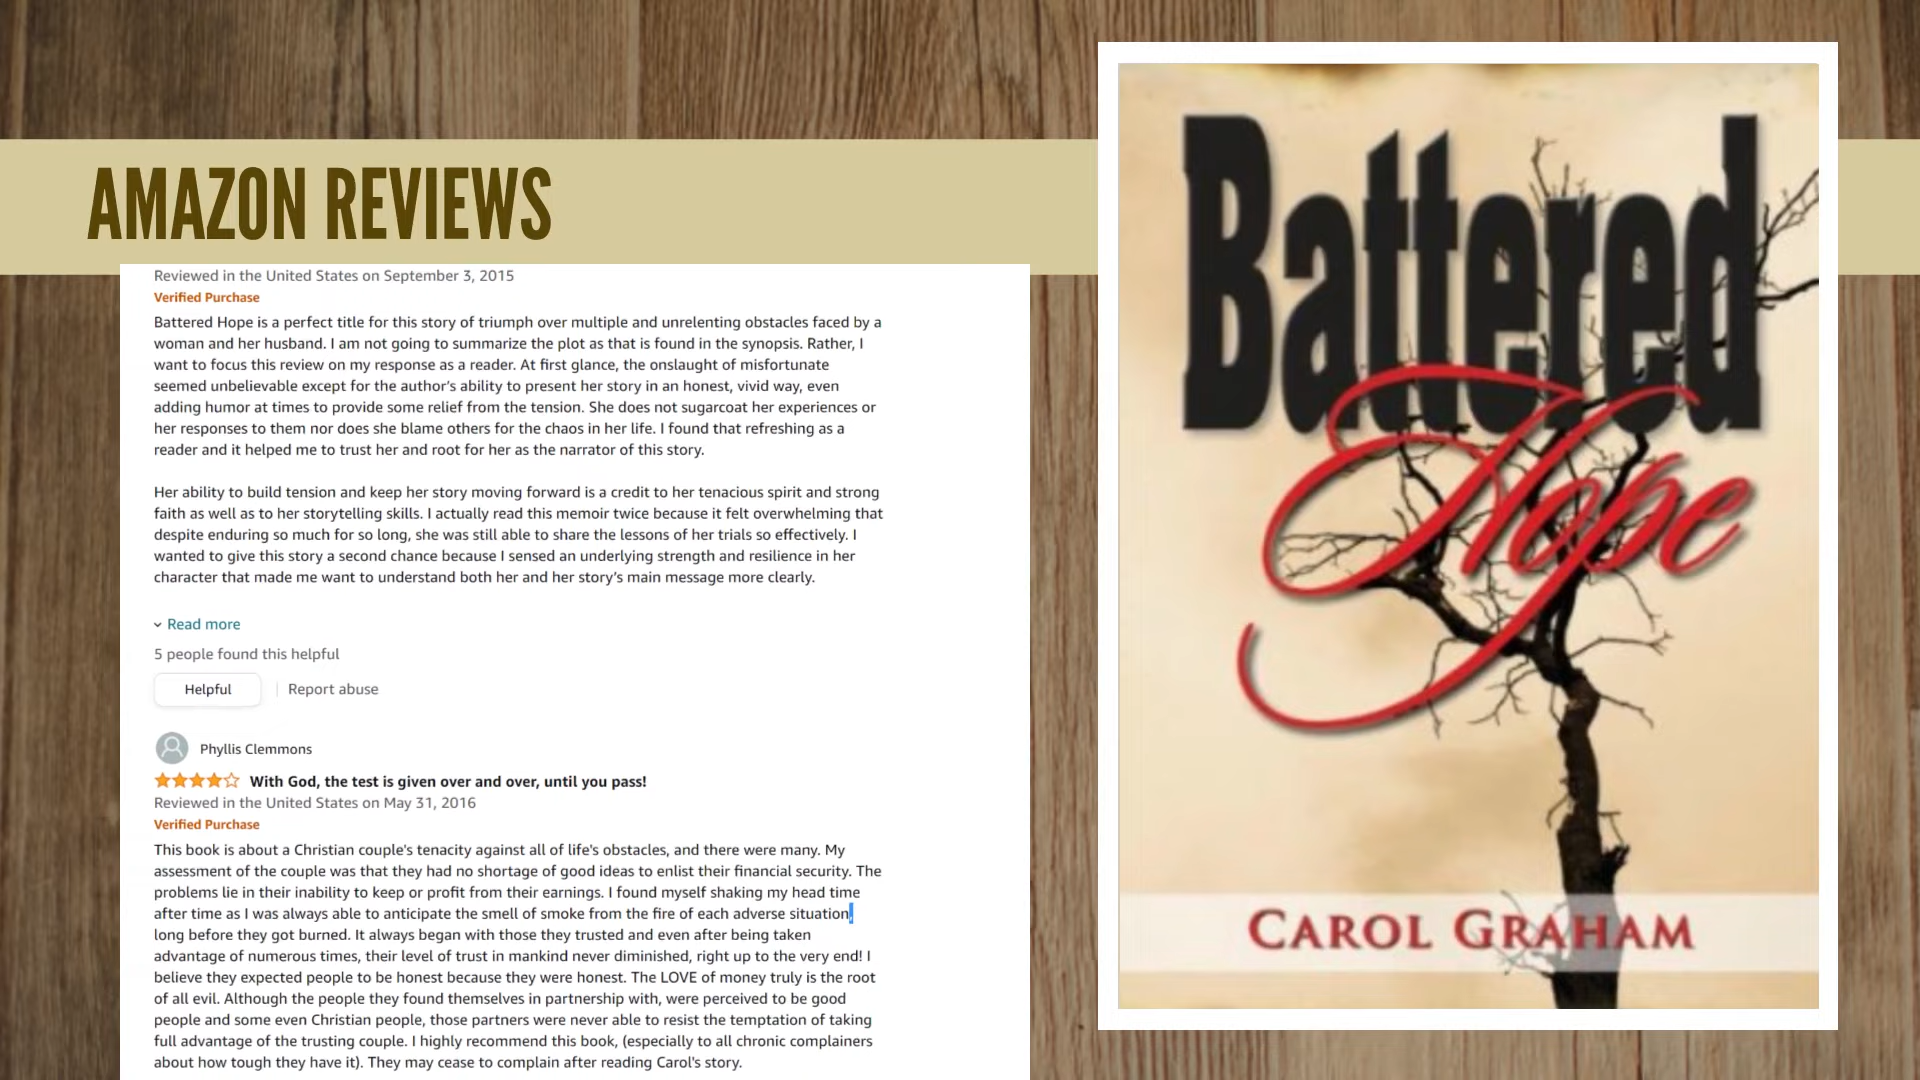 AMAZON REVIEWS
Reviewed in the United States on September 3, 2015
Verified Purchase
Battered Hope is a perfect title for this story of triumph over multiple and unrelenting obstacles faced by a
woman and her husband. I am not going to summarize the plot as that is found in the synopsis. Rather, I
want to focus this review on my response as a reader. At first glance, the onslaught of misfortune
seemed unbelievable except for the author's ability to present her story in an honest, vivid way, even
adding humor at times to provide some relief from the tension. She does not sugarcoat her experiences or
her responses to them nor does she blame others for the chaos in her life. I found that refreshing as a
reader and it helped me to trust her and root for her as the narrator of this story.
Her ability to build tension and keep her story moving forward is a credit to her tenacious spirit and strong
faith as well as to her storytelling skills. I actually read this memoir twice because it felt overwhelming that
despite enduring so much for so long, she was still able to share the lessons of her trials so effectively. I
wanted to give this story a second chance because I sensed an underlying strength and resilience in her
character that made me want to understand both her and her story's main message more clearly.
Read more
5 people found this helpful
Helpful
Report abuse
Phyllis Clemmons
With God, the test is given over and over, until you pass!
Reviewed in the United States on May 31, 2016
Verified Purchase
This book is about a Christian couple's tenacity against all of life's obstacles, and there were many. My
assessment of the couple was that they had no shortage of good ideas to enlist their financial security. The
problems lie in their inability to keep or profit from their earnings. I found myself shaking my head time
after time as I was always able to anticipate the smell of smoke from the fire of each adverse situation,
long before they got burned. It always began with those they trusted and even after being taken
advantage of numerous times, their level of trust in mankind never diminished, right up to the very end! I
believe they expected people to be honest because they were honest. The LOVE of money truly is the root
of all evil. Although the people they found themselves in partnership with, were perceived to be good
people and some even Christian people, those partners were never able to resist the temptation of taking
full advantage of the trusting couple. I highly recommend this book, (especially to all chronic complainers
about how tough they have it). They may cease to complain after reading Carol's story.
Battered
Hope
CAROL GRAHAM